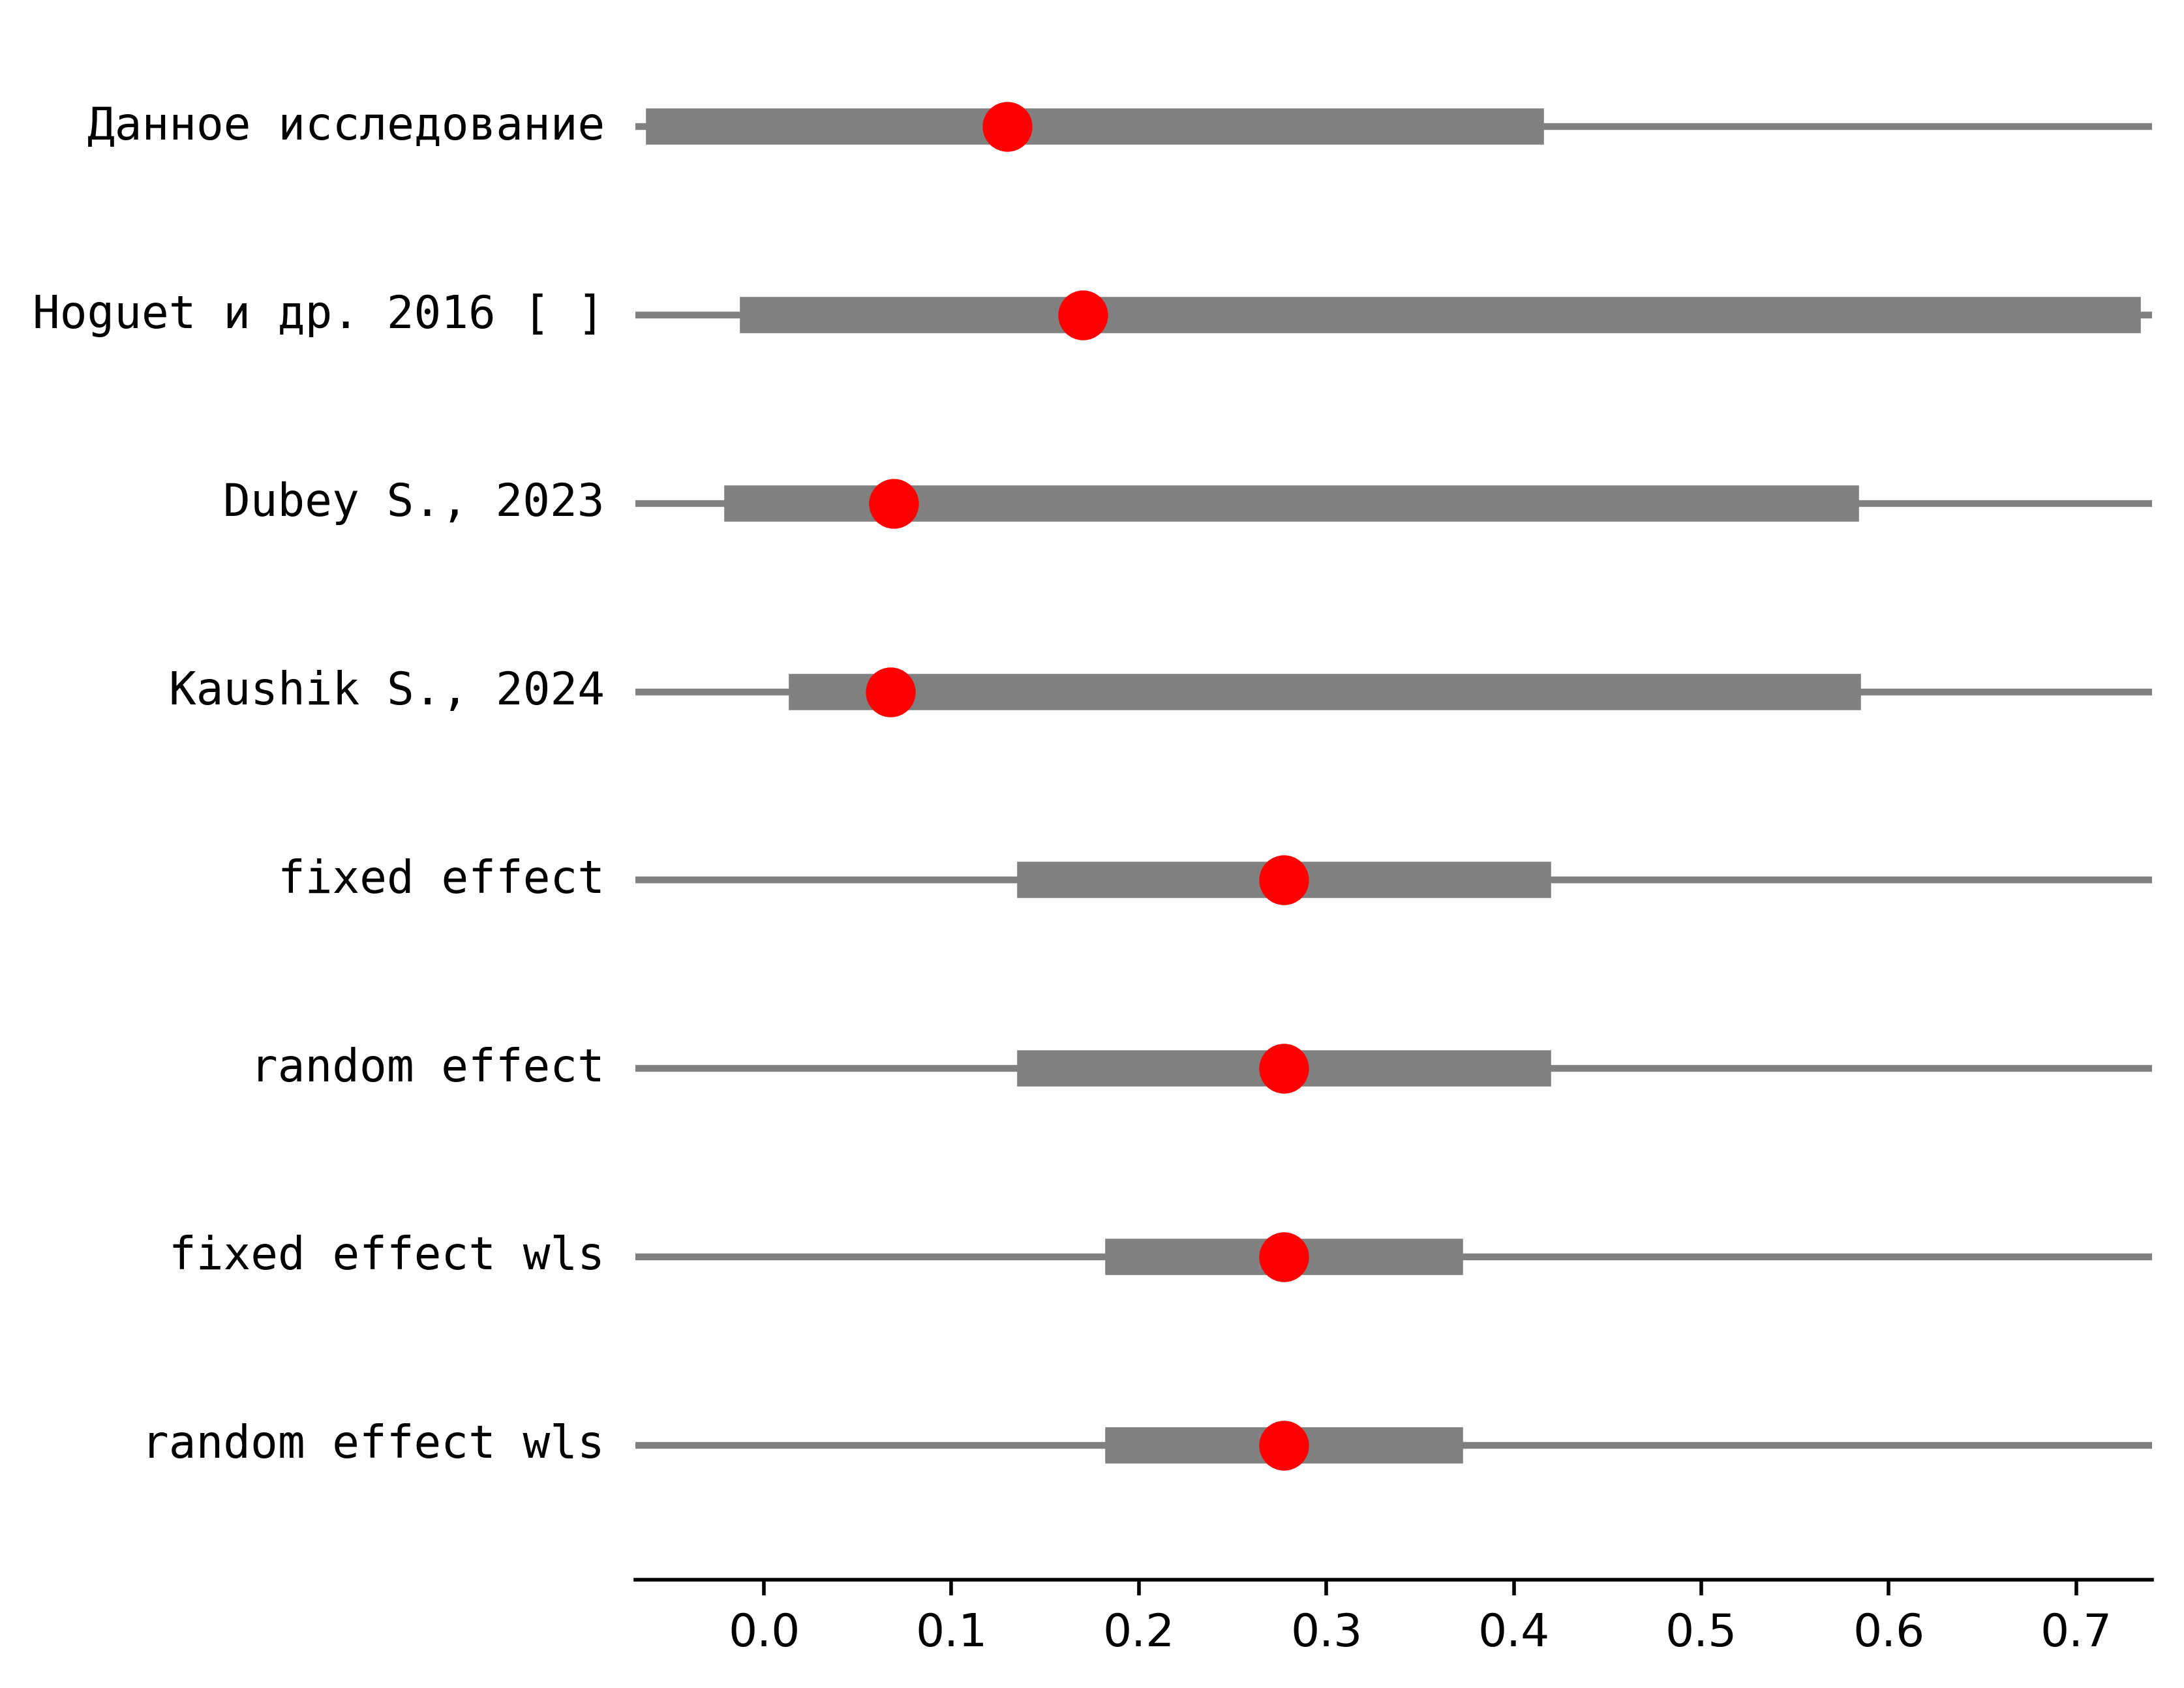 Данное исследование
Hoguet и др. 2016 [ ]
Dubey S., 2023
Kaushik S., 2024
fixed effect
random effect
fixed effect wls
random effect wls
0.0 0.1 0.2 0.3 0.4 0.5 0.6 0.7